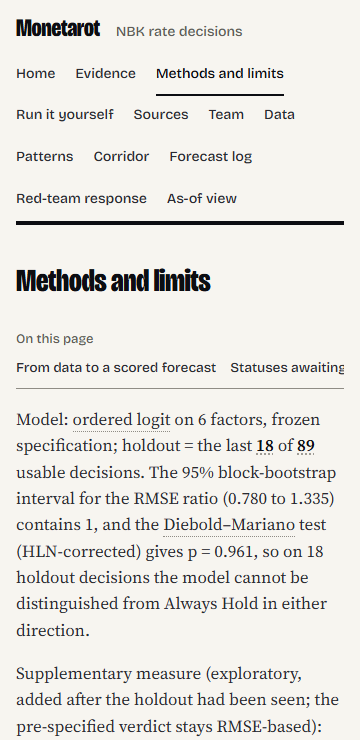 Monetarot NBK rate decisions
Home Evidence Methods and limits
Run it yourself Sources Team Data
Patterns Corridor Forecast log
Red-team response As-of view
Methods and limits
On this page
From data to a scored forecast Statuses awaiting
Model: ordered logit on 6 factors, frozen
specification; holdout = the last 18 of 89
usable decisions. The 95% block-bootstrap
interval for the RMSE ratio (0.780 to 1.335)
contains 1, and the Diebold–Mariano test
(HLN-corrected) gives p = 0.961, so on 18
holdout decisions the model cannot be
distinguished from Always Hold in either
direction.
Supplementary measure (exploratory,
added after the holdout had been seen; the
pre-specified verdict stays RMSE-based):